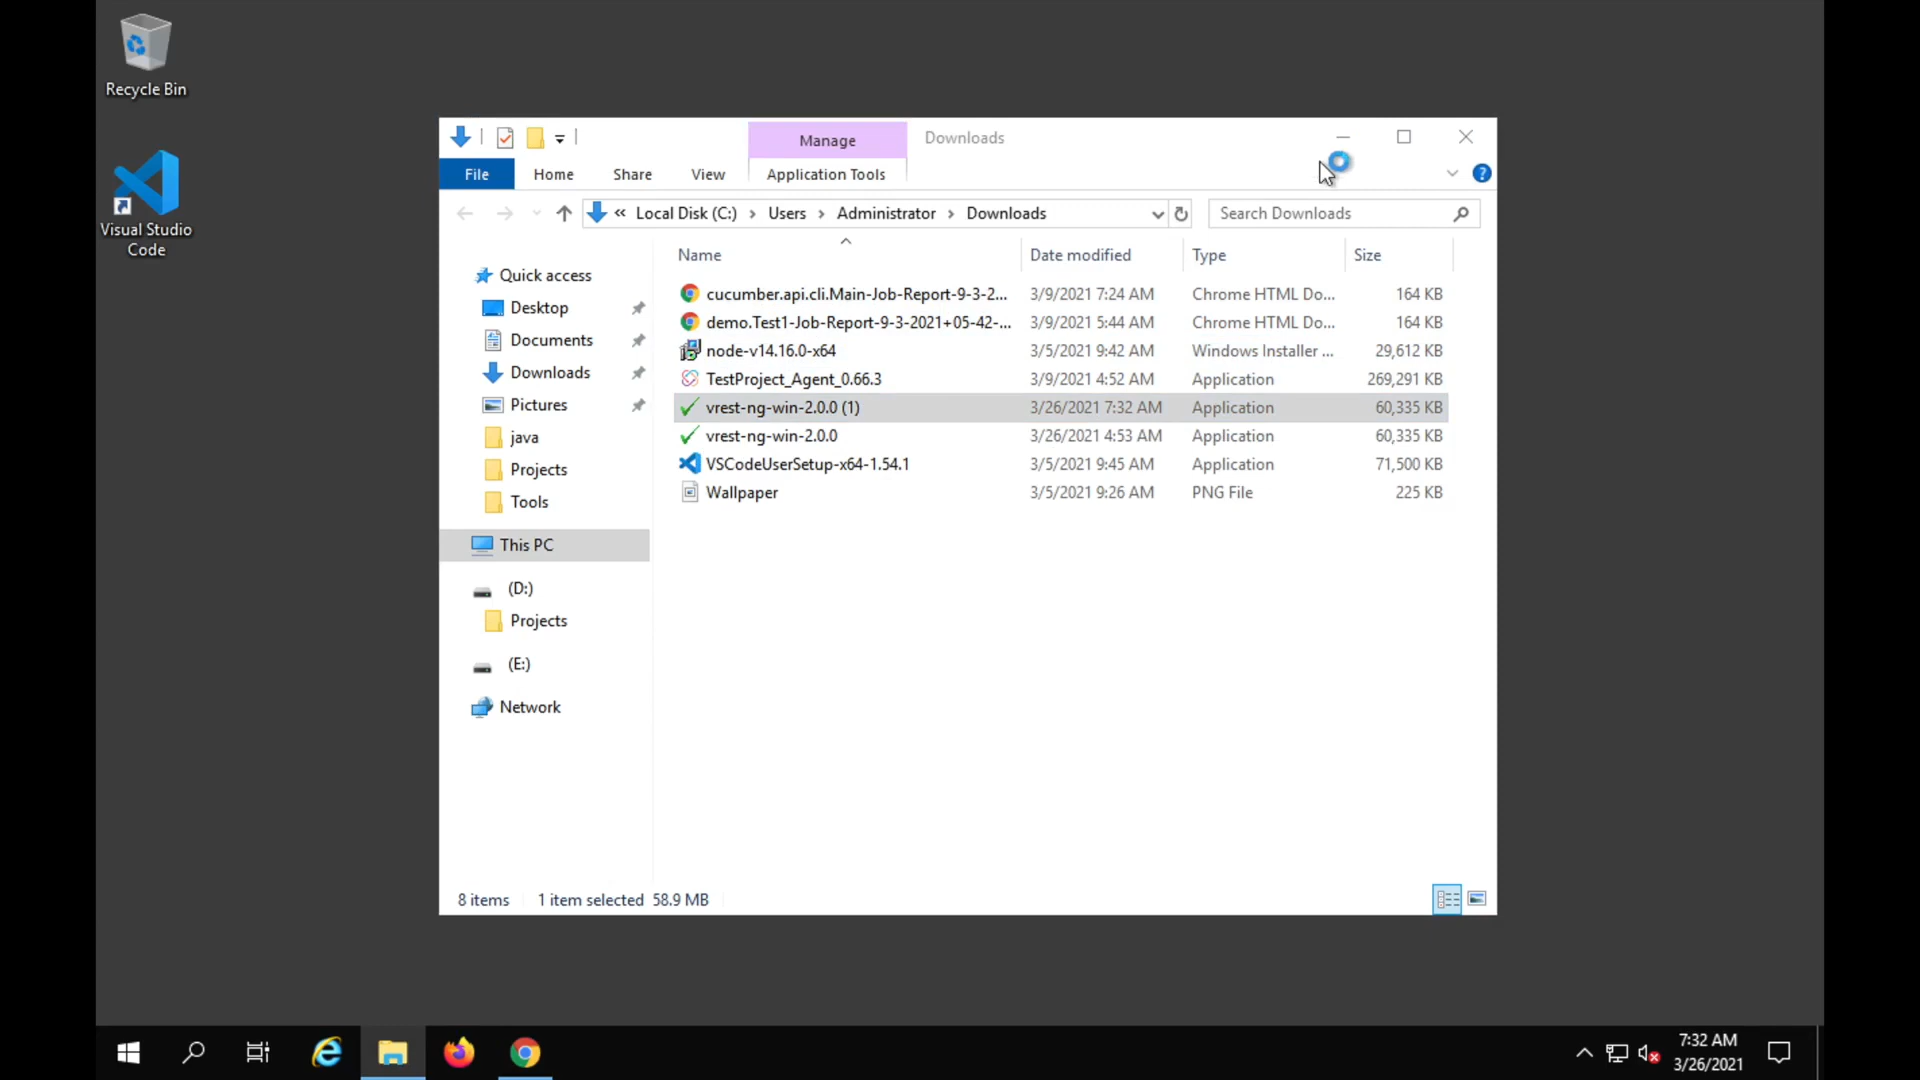 Recycle Bin
Visual Studio
Code
Manage
Downloads
File
Home
Share
View
Application Tools
« Local Disk (C:) > Users > Administrator > Downloads
Search Downloads
Name
Date modified
Type
Size
Quick access
Desktop
Documents
Downloads
Pictures
java
Projects
Tools
This PC
(D:)
Projects
(E:)
Network
cucumber.api.cli.Main-Job-Report-9-3-2... 3/9/2021 7:24 AM Chrome HTML Do... 164 KB
demo.Test1-Job-Report-9-3-2021+05-42-... 3/9/2021 5:44 AM Chrome HTML Do... 164 KB
node-v14.16.0-x64 3/5/2021 9:42 AM Windows Installer ... 29,612 KB
TestProject_Agent_0.66.3 3/9/2021 4:52 AM Application 269,291 KB
vrest-ng-win-2.0.0 (1) 3/26/2021 7:32 AM Application 60,335 KB
vrest-ng-win-2.0.0 3/26/2021 4:53 AM Application 60,335 KB
VSCodeUserSetup-x64-1.54.1 3/5/2021 9:45 AM Application 71,500 KB
Wallpaper 3/5/2021 9:26 AM PNG File 225 KB
8 items
1 item selected 58.9 MB
7:32 AM
3/26/2021